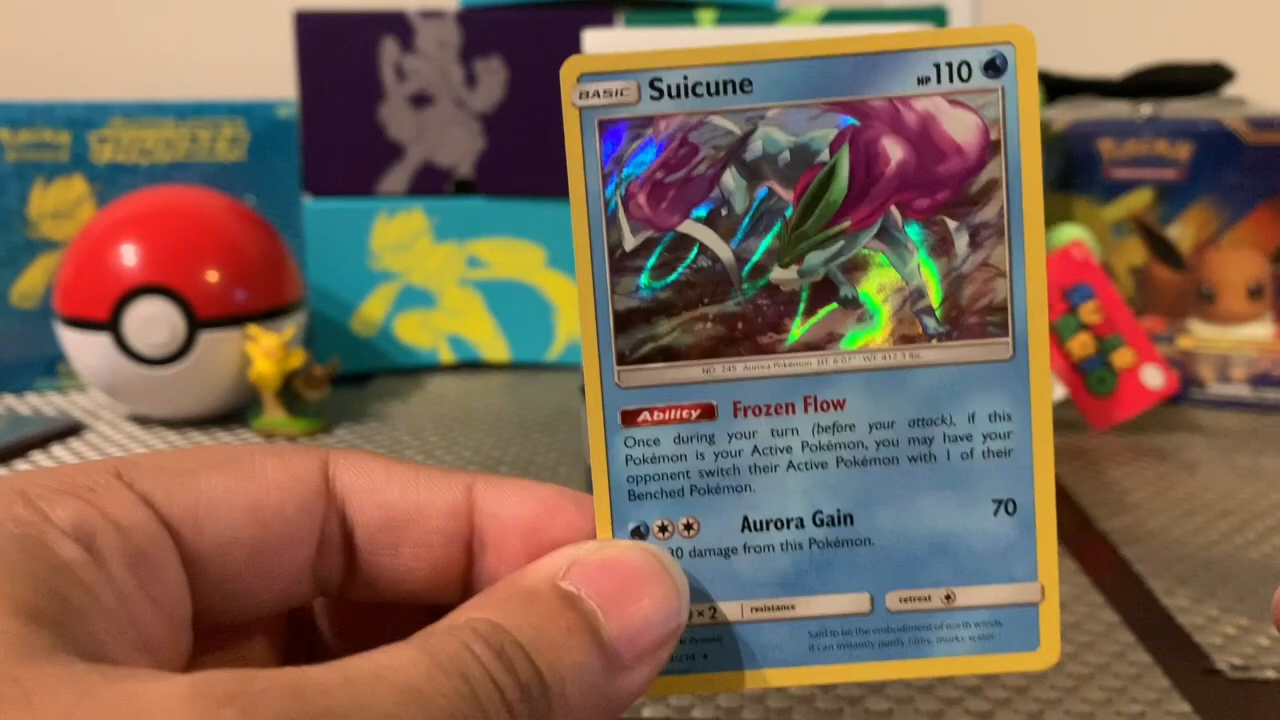 BASIC Suicune HP 110
NO. 245 Aurora Pokémon HT: 6'07" WT: 412.3 lbs.
Ability Frozen Flow
Once during your turn (before your attack), if this
Pokémon is your Active Pokémon, you may have your
opponent switch their Active Pokémon with 1 of their
Benched Pokémon.
Aurora Gain 70
30 damage from this Pokémon.
×2 resistance retreat
Said to be the embodiment of north winds,
it can instantly purify filthy, murky water.
/214
POKÉMON